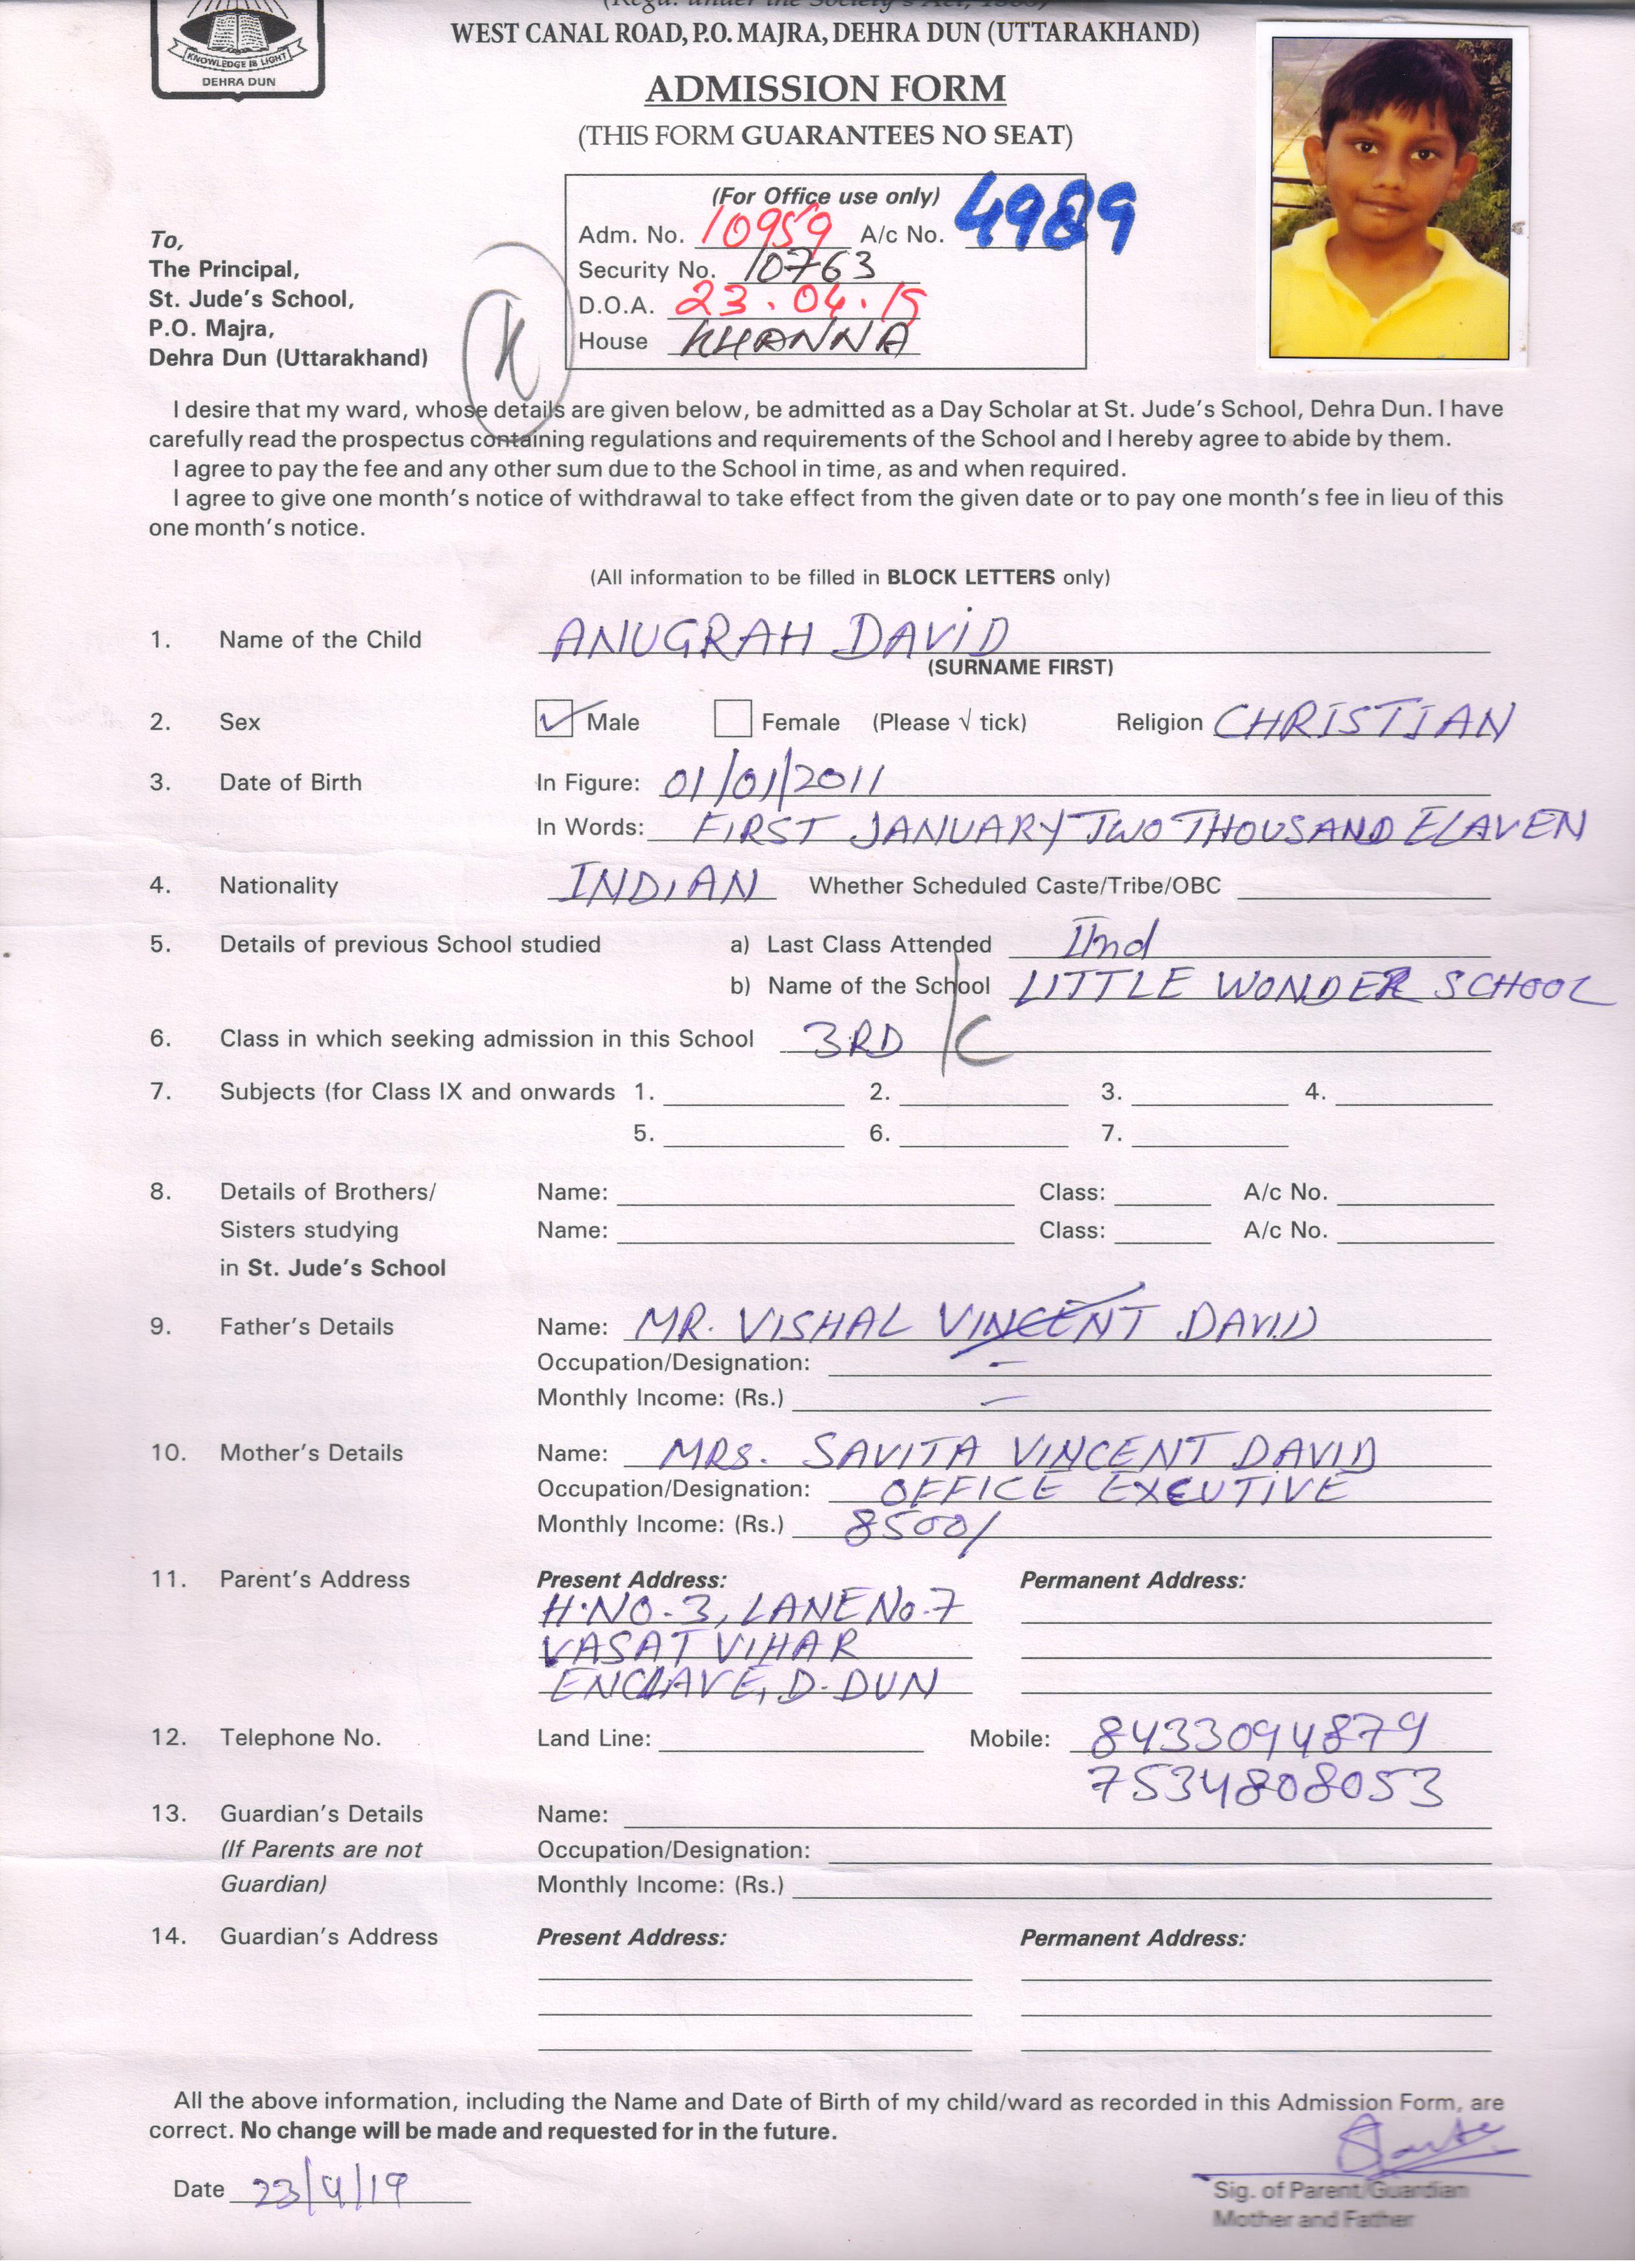 (Regd. under the Society's Act, 1860)
WEST CANAL ROAD, P.O. MAJRA, DEHRA DUN (UTTARAKHAND)
KNOWLEDGE IS LIGHT
DEHRA DUN
ADMISSION FORM
(THIS FORM GUARANTEES NO SEAT)
(For Office use only)
Adm. No. 10959 A/c No. 4989
Security No. 10763
D.O.A. 23.04.19
House KHANNA
K
To,
The Principal,
St. Jude's School,
P.O. Majra,
Dehra Dun (Uttarakhand)
I desire that my ward, whose details are given below, be admitted as a Day Scholar at St. Jude's School, Dehra Dun. I have
carefully read the prospectus containing regulations and requirements of the School and I hereby agree to abide by them.
I agree to pay the fee and any other sum due to the School in time, as and when required.
I agree to give one month's notice of withdrawal to take effect from the given date or to pay one month's fee in lieu of this
one month's notice.
(All information to be filled in BLOCK LETTERS only)
1. Name of the Child ANUGRAH DAVID
(SURNAME FIRST)
2. Sex Male Female (Please √ tick) Religion CHRISTIAN
3. Date of Birth In Figure: 01/01/2011
In Words: FIRST JANUARY TWO THOUSAND ELAVEN
4. Nationality INDIAN Whether Scheduled Caste/Tribe/OBC
5. Details of previous School studied a) Last Class Attended IInd
b) Name of the School LITTLE WONDER SCHOOL
6. Class in which seeking admission in this School 3RD / C
7. Subjects (for Class IX and onwards 1. 2. 3. 4.
5. 6. 7.
8. Details of Brothers/ Name: Class: A/c No.
Sisters studying Name: Class: A/c No.
in St. Jude's School
9. Father's Details Name: MR. VISHAL VINCENT DAVID
Occupation/Designation: -
Monthly Income: (Rs.) -
10. Mother's Details Name: MRS. SAVITA VINCENT DAVID
Occupation/Designation: OFFICE EXECUTIVE
Monthly Income: (Rs.) 8500/
11. Parent's Address Present Address: Permanent Address:
H.NO-3, LANE No.7
VASAT VIHAR
ENCLAVE, D-DUN
12. Telephone No. Land Line: Mobile: 8433094879
7534808053
13. Guardian's Details Name:
(If Parents are not Occupation/Designation:
Guardian) Monthly Income: (Rs.)
14. Guardian's Address Present Address: Permanent Address:
All the above information, including the Name and Date of Birth of my child/ward as recorded in this Admission Form, are
correct. No change will be made and requested for in the future.
Date 23/4/19
Sig. of Parent/Guardian
Mother and Father